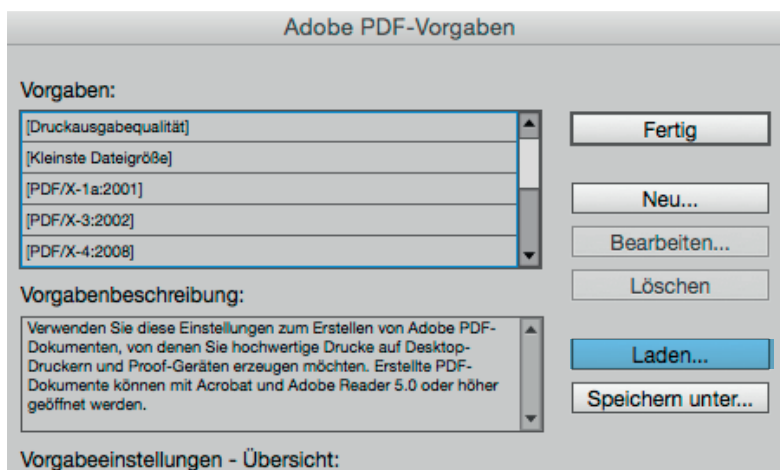 Adobe PDF-Vorgaben
Vorgaben:
[Druckausgabequalität]
[Kleinste Dateigröße]
[PDF/X-1a:2001]
[PDF/X-3:2002]
[PDF/X-4:2008]
Fertig
Neu...
Bearbeiten...
Löschen
Vorgabenbeschreibung:
Verwenden Sie diese Einstellungen zum Erstellen von Adobe PDF-
Dokumenten, von denen Sie hochwertige Drucke auf Desktop-
Druckern und Proof-Geräten erzeugen möchten. Erstellte PDF-
Dokumente können mit Acrobat und Adobe Reader 5.0 oder höher
geöffnet werden.
Laden...
Speichern unter...
Vorgabeeinstellungen - Übersicht: